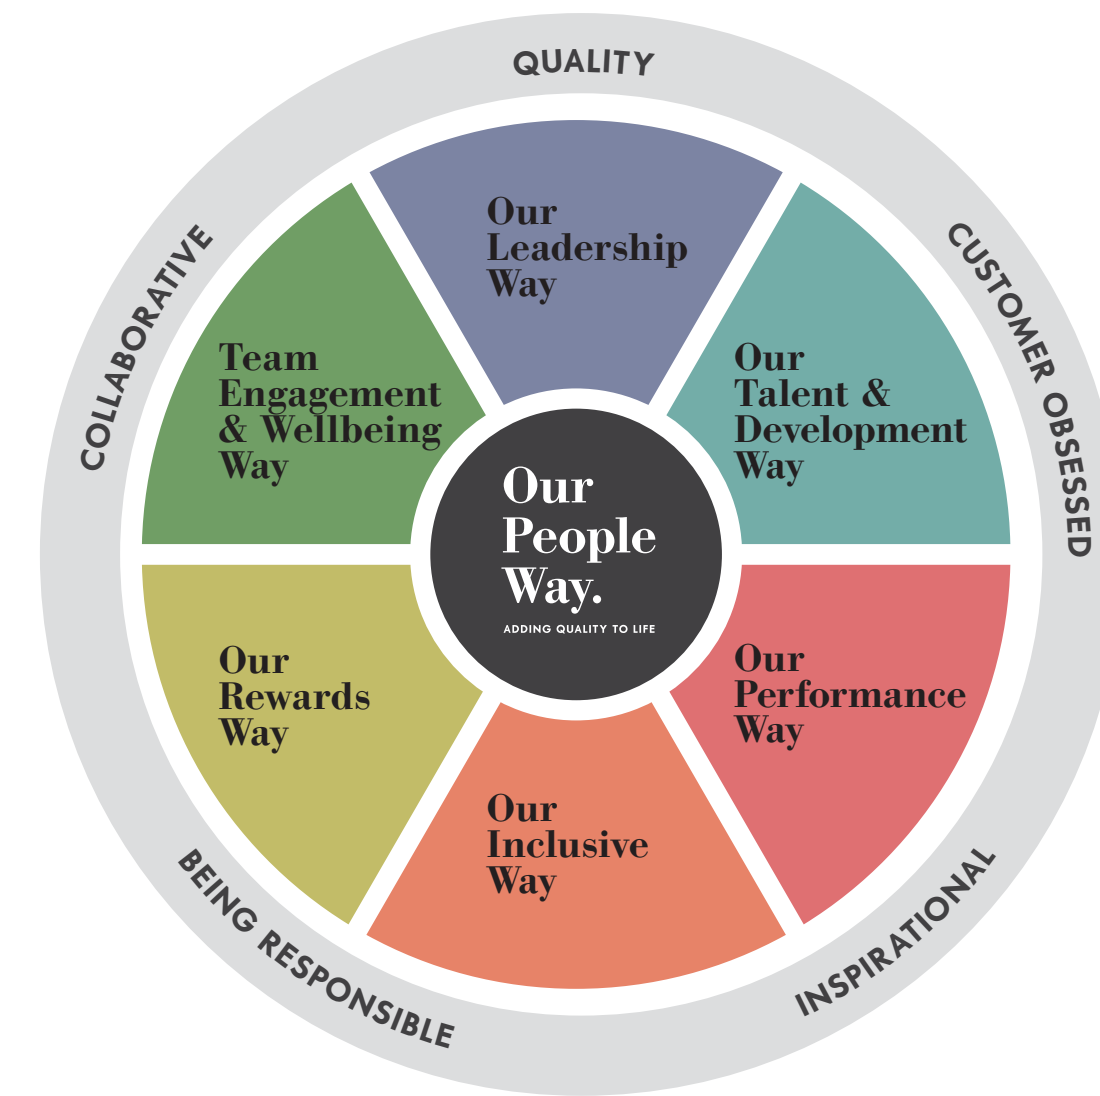 QUALITY
CUSTOMER OBSESSED
INSPIRATIONAL
BEING RESPONSIBLE
COLLABORATIVE
Our
Leadership
Way
Our
Talent &
Development
Way
Our
Performance
Way
Our
Inclusive
Way
Our
Rewards
Way
Team
Engagement
& Wellbeing
Way
Our
People
Way.
ADDING QUALITY TO LIFE